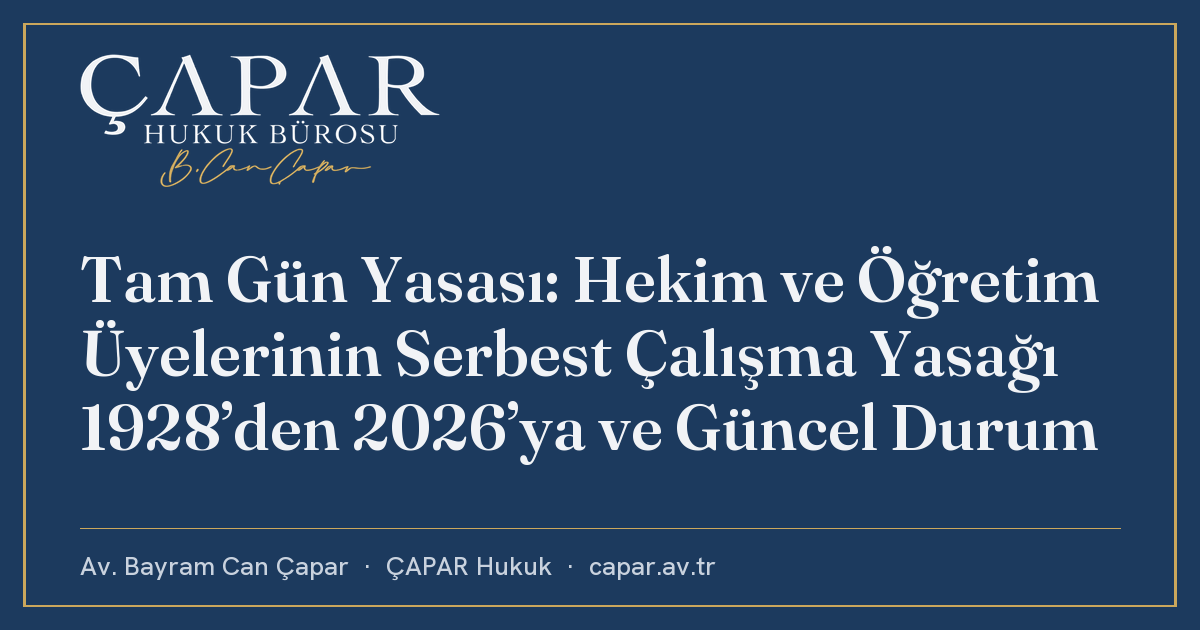 ÇAPAR
HUKUK BÜROSU
B.Can Çapar
Tam Gün Yasası: Hekim ve Öğretim
Üyelerinin Serbest Çalışma Yasağı
1928’den 2026’ya ve Güncel Durum
Av. Bayram Can Çapar · ÇAPAR Hukuk · capar.av.tr